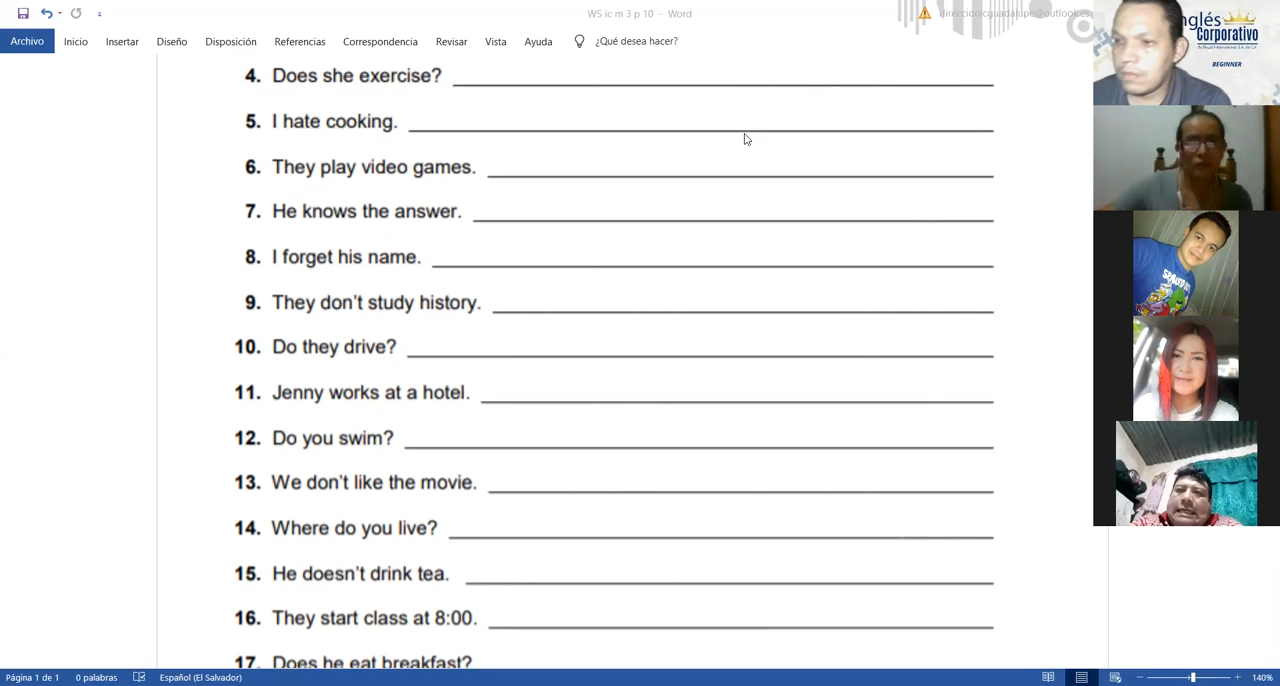 WS ic m 3 p 10 - Word
direccionlcguadalupe@outlook.es
Archivo Inicio Insertar Diseño Disposición Referencias Correspondencia Revisar Vista Ayuda ¿Qué desea hacer?
Inglés
Corporativo
BEGINNER
4. Does she exercise?
5. I hate cooking.
6. They play video games.
7. He knows the answer.
8. I forget his name.
9. They don't study history.
10. Do they drive?
11. Jenny works at a hotel.
12. Do you swim?
13. We don't like the movie.
14. Where do you live?
15. He doesn't drink tea.
16. They start class at 8:00.
17. Does he eat breakfast?
Página 1 de 1 0 palabras Español (El Salvador) 140%